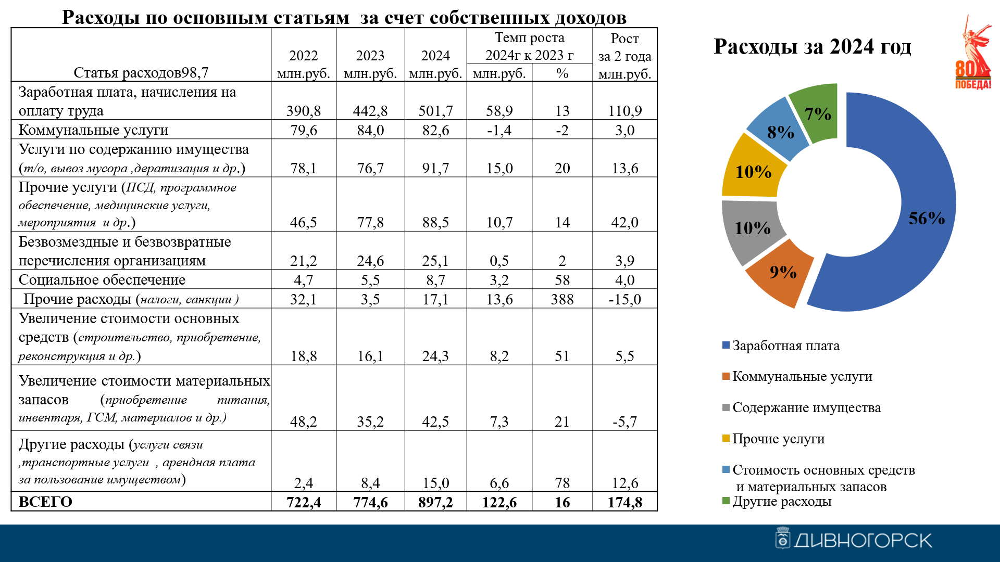 Расходы по основным статьям  за счет собственных доходов
Статья расходов98,7
2022
млн.руб.
2023
млн.руб.
2024
млн.руб.
Темп роста
2024г к 2023 г
млн.руб.
%
Рост
за 2 года
млн.руб.
Заработная плата, начисления на
оплату труда 390,8 442,8 501,7 58,9 13 110,9
Коммунальные услуги 79,6 84,0 82,6 -1,4 -2 3,0
Услуги по содержанию имущества
(т/о, вывоз мусора ,дератизация и др.) 78,1 76,7 91,7 15,0 20 13,6
Прочие услуги (ПСД, программное
обеспечение, медицинские услуги,
мероприятия  и др.) 46,5 77,8 88,5 10,7 14 42,0
Безвозмездные и безвозвратные
перечисления организациям 21,2 24,6 25,1 0,5 2 3,9
Социальное обеспечение 4,7 5,5 8,7 3,2 58 4,0
Прочие расходы (налоги, санкции ) 32,1 3,5 17,1 13,6 388 -15,0
Увеличение стоимости основных
средств (строительство, приобретение,
реконструкция и др.) 18,8 16,1 24,3 8,2 51 5,5
Увеличение стоимости материальных
запасов (приобретение питания,
инвентаря, ГСМ, материалов и др.) 48,2 35,2 42,5 7,3 21 -5,7
Другие расходы (услуги связи
,транспортные услуги  , арендная плата
за пользование имуществом) 2,4 8,4 15,0 6,6 78 12,6
ВСЕГО 722,4 774,6 897,2 122,6 16 174,8
Расходы за 2024 год
80
ПОБЕДА!
7%
8%
10%
10%
9%
56%
Заработная плата
Коммунальные услуги
Содержание имущества
Прочие услуги
Стоимость основных средств
и материальных запасов
Другие расходы
ДИВНОГОРСК